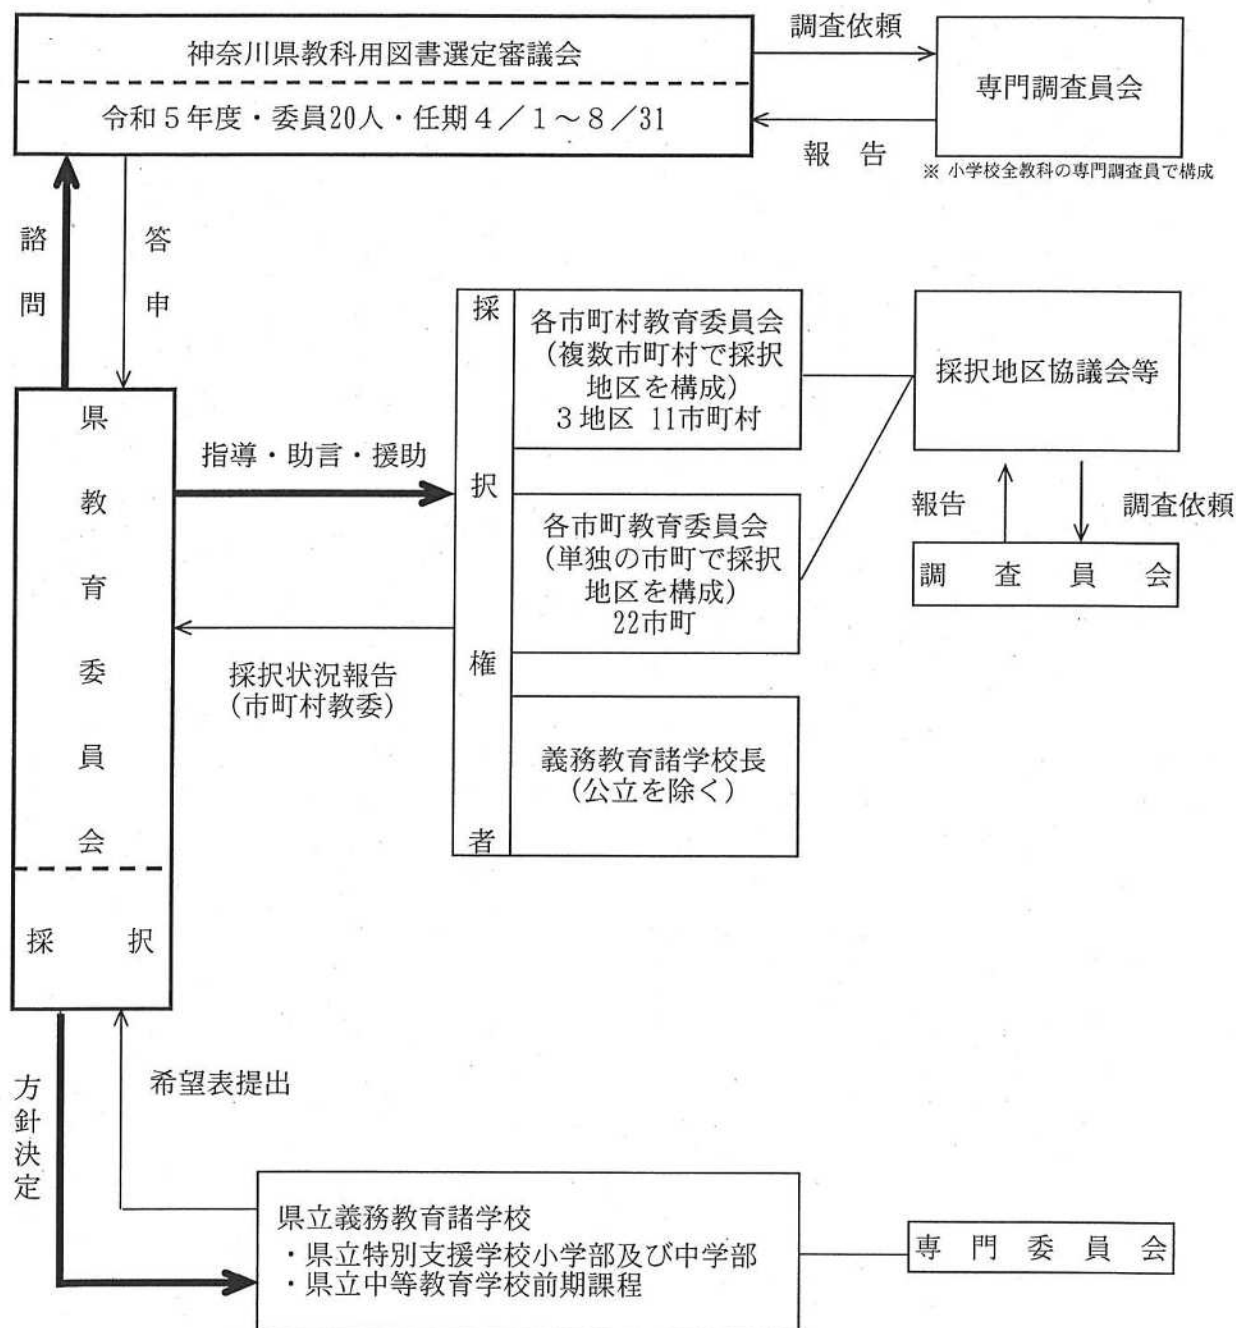 神奈川県教科用図書選定審議会
令和5年度・委員20人・任期4／1～8／31
調査依頼
報　告
専門調査員会
※ 小学校全教科の専門調査員で構成
諮問
答申
県教育委員会
採　択
指導・助言・援助
採択状況報告
(市町村教委)
採択権者
各市町村教育委員会
(複数市町村で採択
地区を構成)
3地区 11市町村
各市町教育委員会
(単独の市町で採択
地区を構成)
22市町
義務教育諸学校長
(公立を除く)
採択地区協議会等
報告
調査依頼
調　査　員　会
方針決定
希望表提出
県立義務教育諸学校
・県立特別支援学校小学部及び中学部
・県立中等教育学校前期課程
専　門　委　員　会